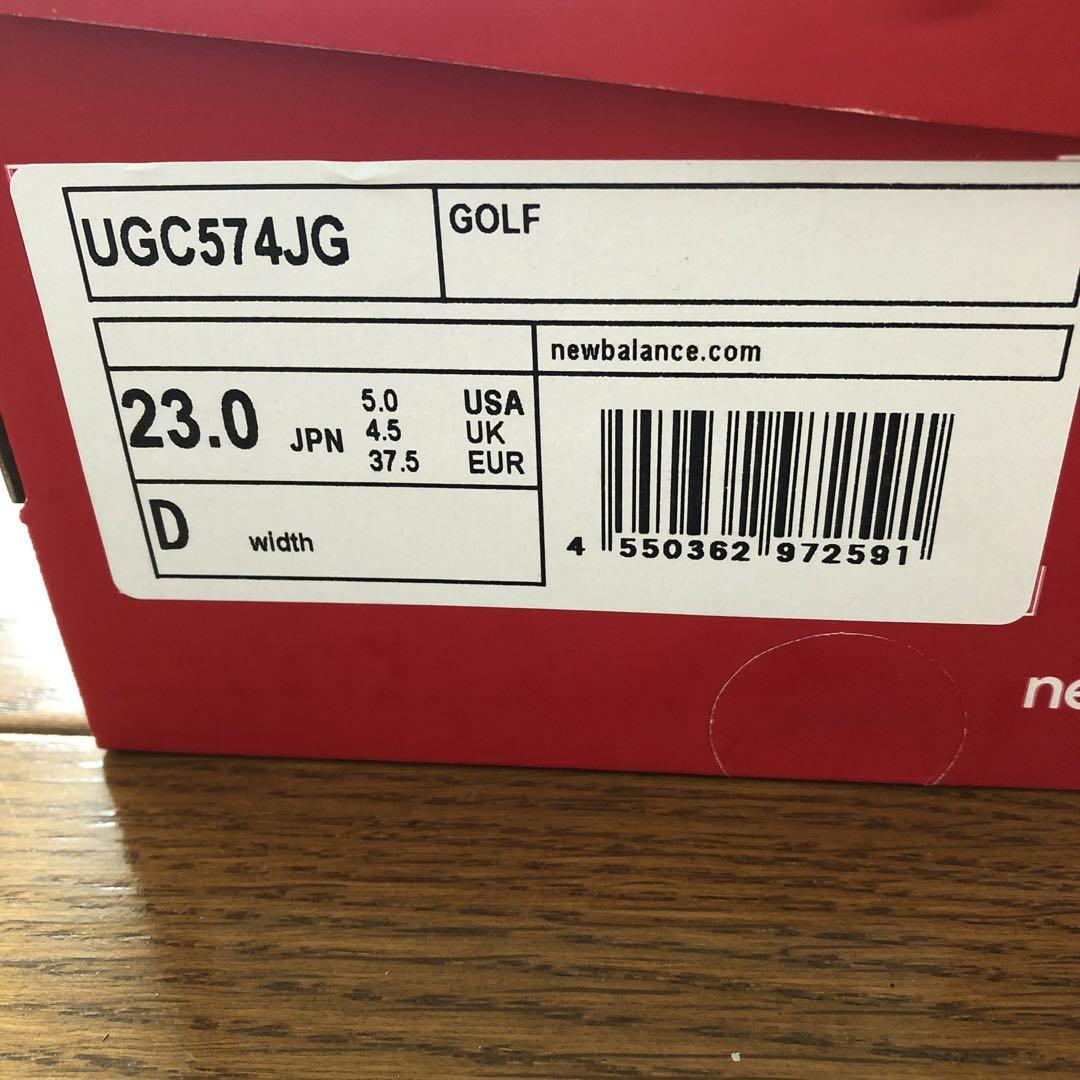 UGC574JG
GOLF
newbalance.com
23.0 JPN
5.0 USA
4.5 UK
37.5 EUR
D width
4 550362 972591
ne